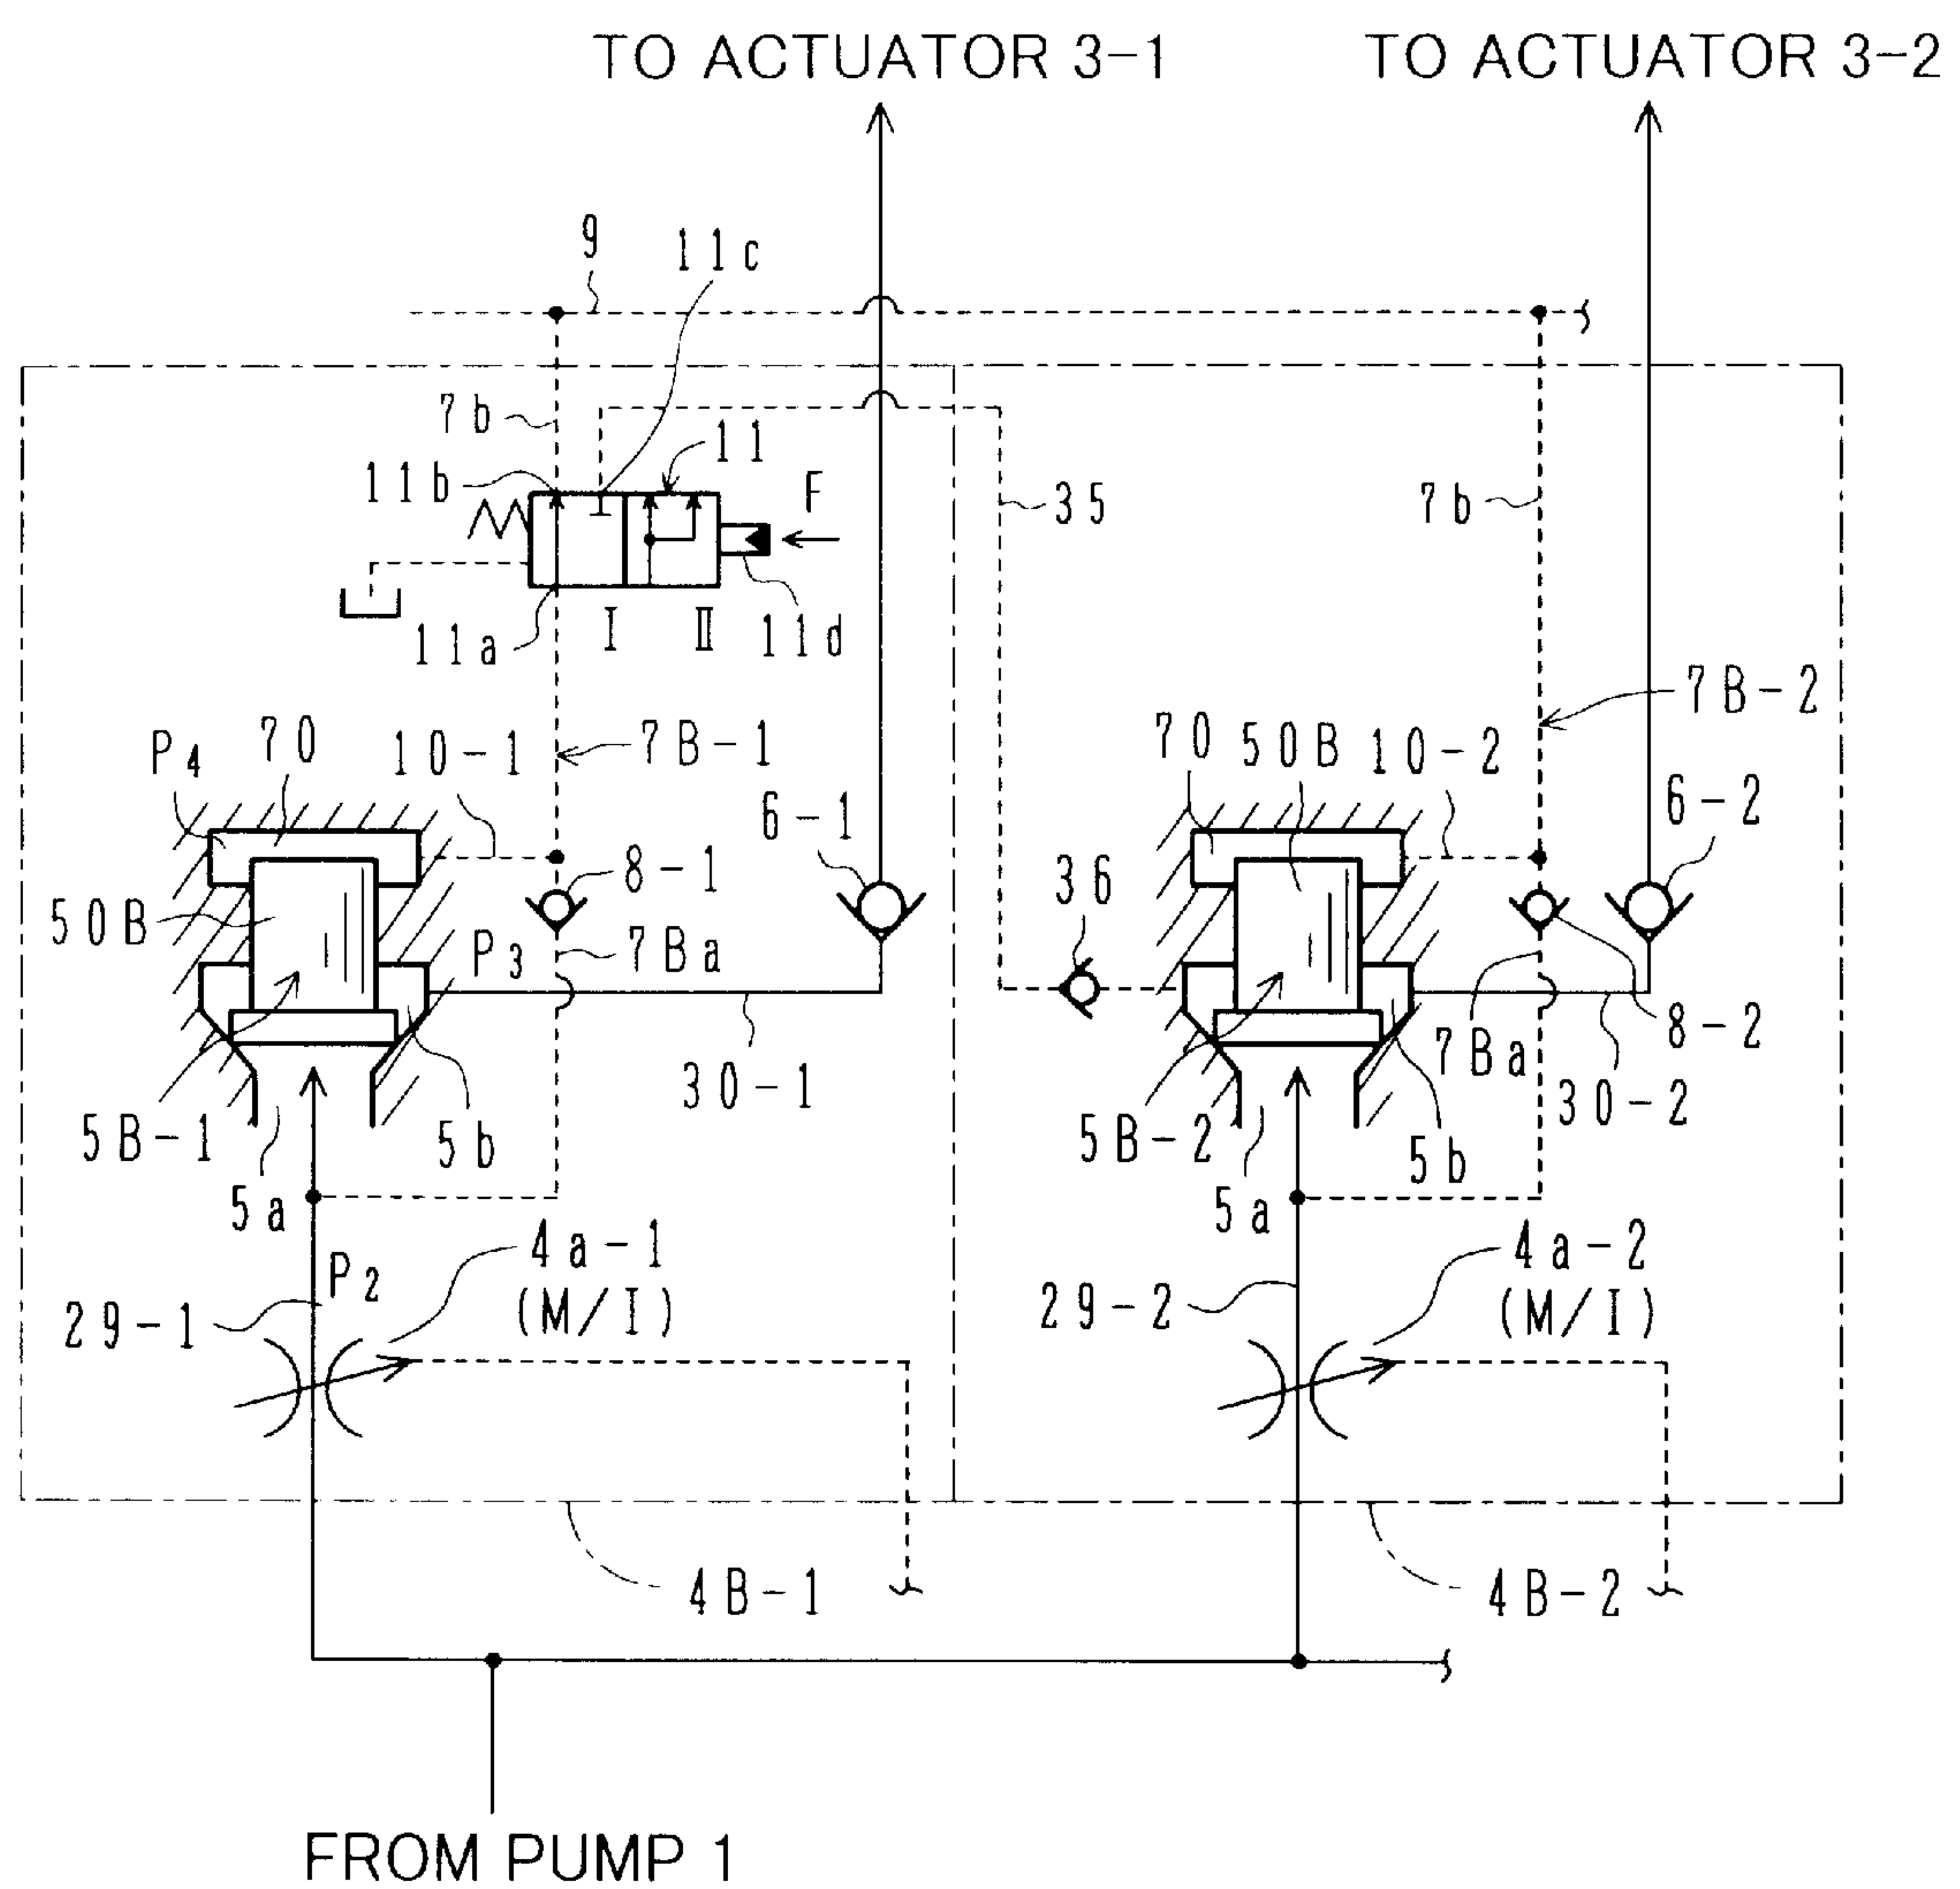 TO ACTUATOR 3-1 TO ACTUATOR 3-2
9
11c
7b
11
11b
F
35
7b
11a
I
II
11d
7B-2
P4
70
10-1
7B-1
6-1
70
50B
10-2
6-2
36
8-1
50B
P3
7Ba
8-2
7Ba
30-1
30-2
5B-1
5b
5B-2
5b
5a
5a
P2
4a-1
(M/I)
4a-2
(M/I)
29-1
29-2
4B-1
4B-2
FROM PUMP 1